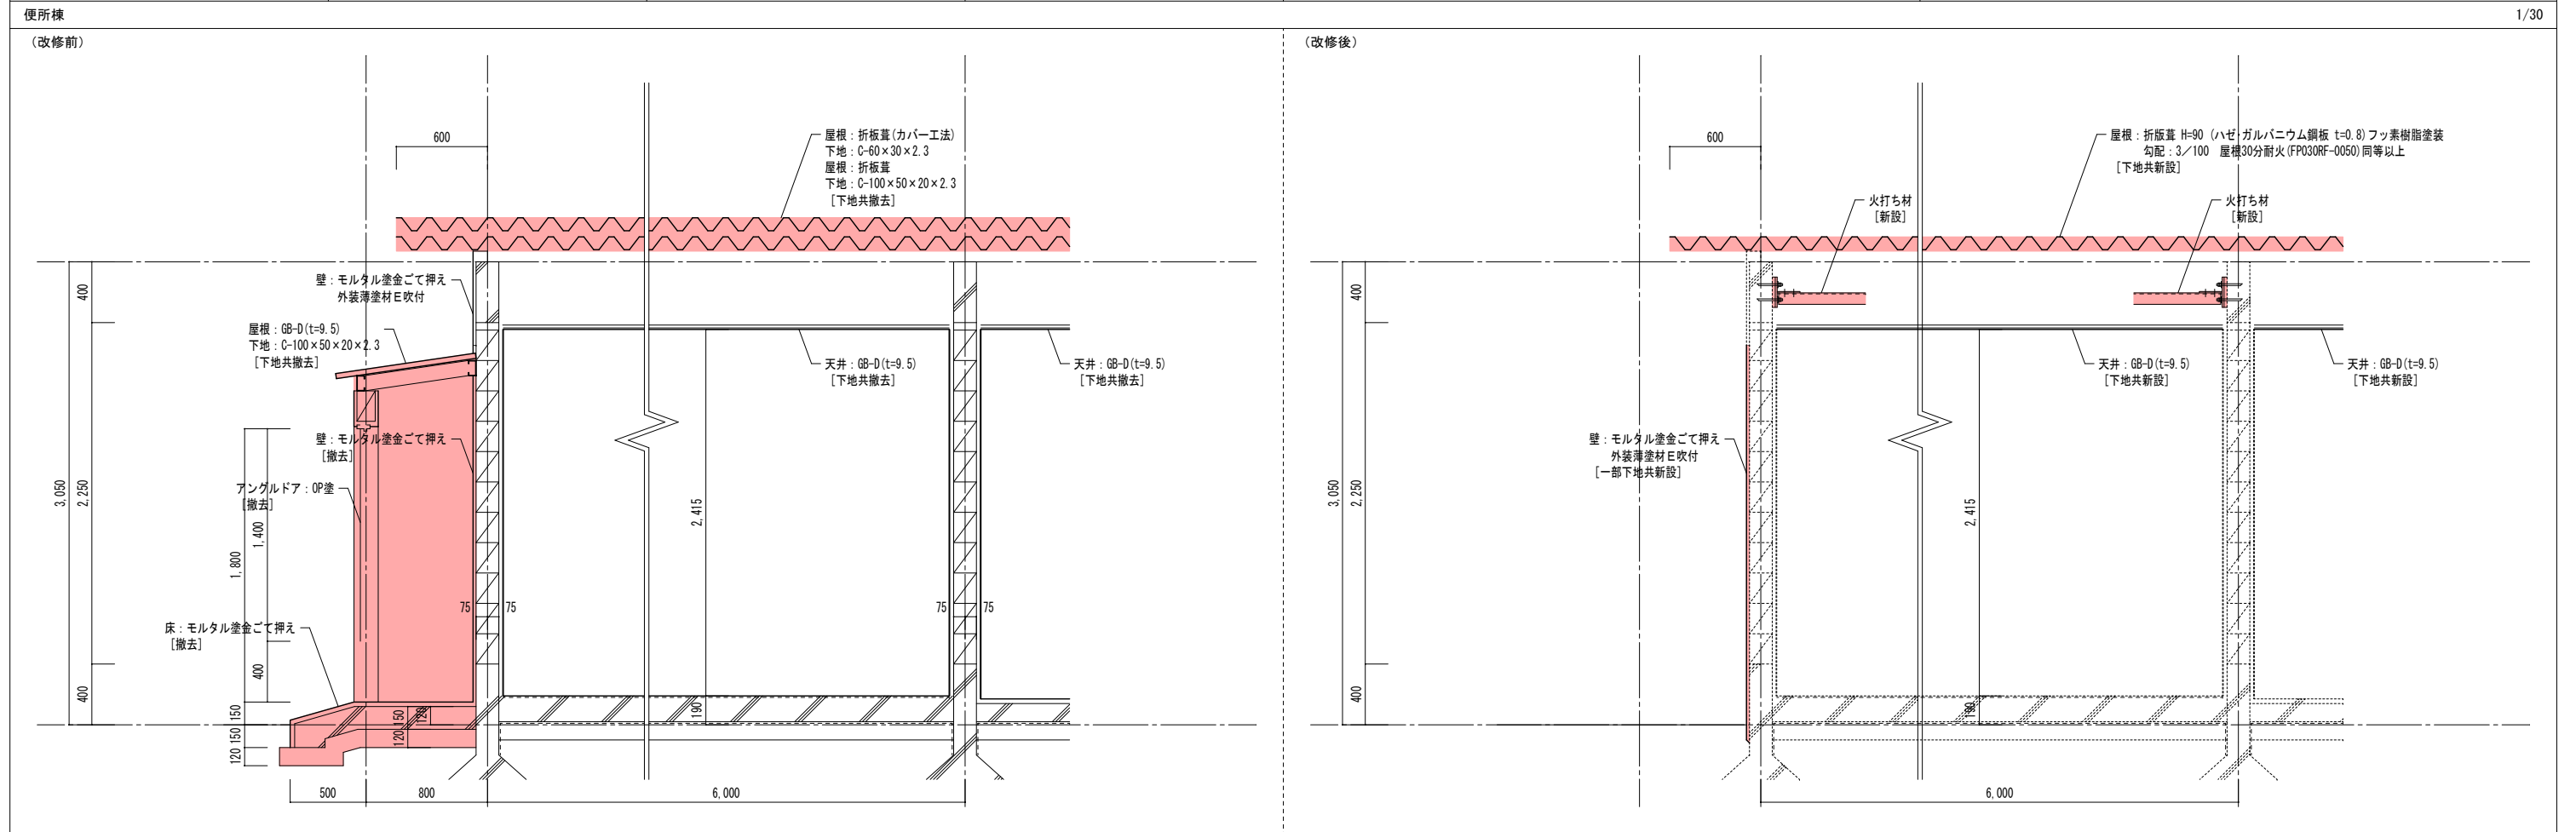 便所棟
1/30
(改修前)
600
屋根：折板葺(カバー工法)
下地：C-60×30×2.3
屋根：折板葺
下地：C-100×50×20×2.3
[下地共撤去]
壁：モルタル塗金ごて押え
外装薄塗材E吹付
屋根：GB-D(t=9.5)
下地：C-100×50×20×2.3
[下地共撤去]
天井：GB-D(t=9.5)
[下地共撤去]
天井：GB-D(t=9.5)
[下地共撤去]
壁：モルタル塗金ごて押え
[撤去]
アングルドア：OP塗
[撤去]
床：モルタル塗金ごて押え
[撤去]
400
3,050
2,250
400
1,800
1,400
400
150
150
120
120
150
120
75
75
75
75
2,415
190
500
800
6,000
(改修後)
600
屋根：折版葺 H=90 (ハゼ・ガルバニウム鋼板 t=0.8)フッ素樹脂塗装
勾配：3／100 屋根30分耐火(FP030RF-0050)同等以上
[下地共新設]
火打ち材
[新設]
火打ち材
[新設]
天井：GB-D(t=9.5)
[下地共新設]
天井：GB-D(t=9.5)
[下地共新設]
壁：モルタル塗金ごて押え
外装薄塗材E吹付
[一部下地共新設]
400
3,050
2,250
400
2,415
190
6,000